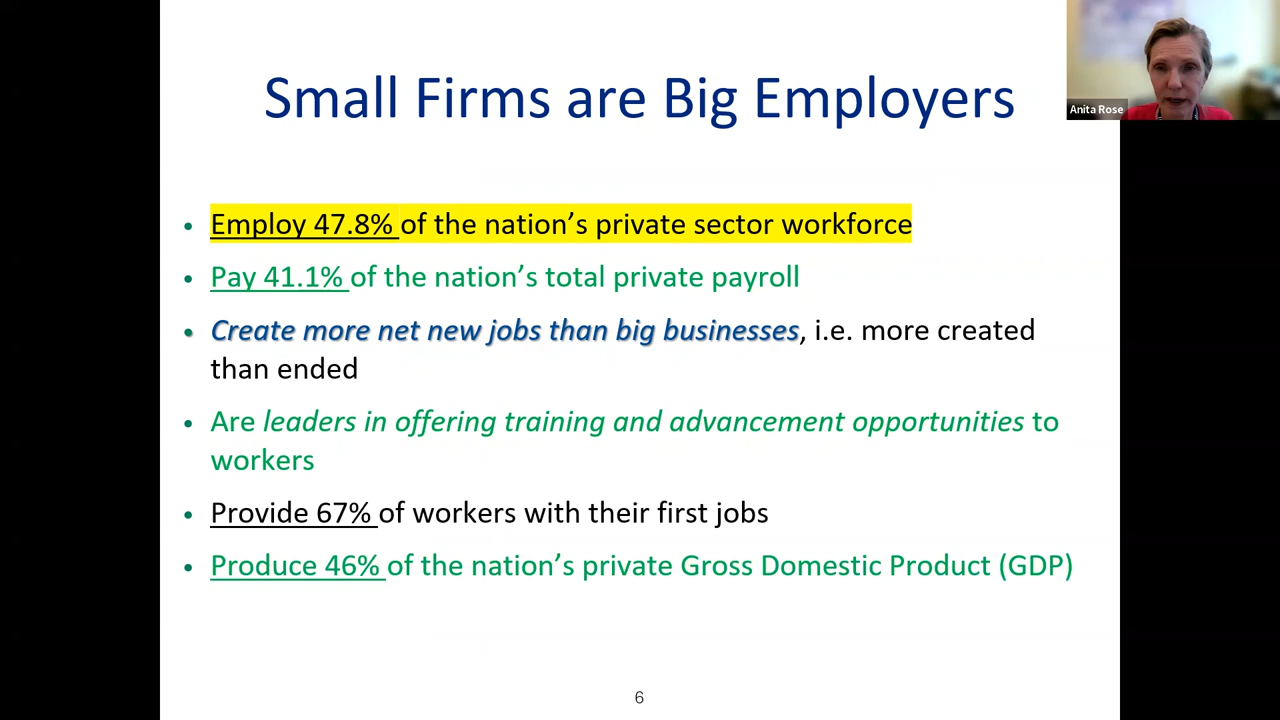 Small Firms are Big Employers
Anita Rose
• Employ 47.8% of the nation’s private sector workforce
• Pay 41.1% of the nation’s total private payroll
• Create more net new jobs than big businesses, i.e. more created
than ended
• Are leaders in offering training and advancement opportunities to
workers
• Provide 67% of workers with their first jobs
• Produce 46% of the nation’s private Gross Domestic Product (GDP)
6